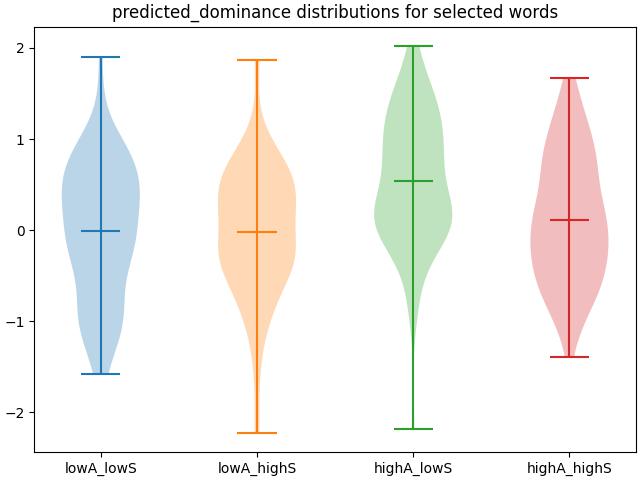 predicted_dominance distributions for selected words
2
1
0
−1
−2
lowA_lowS
lowA_highS
highA_lowS
highA_highS